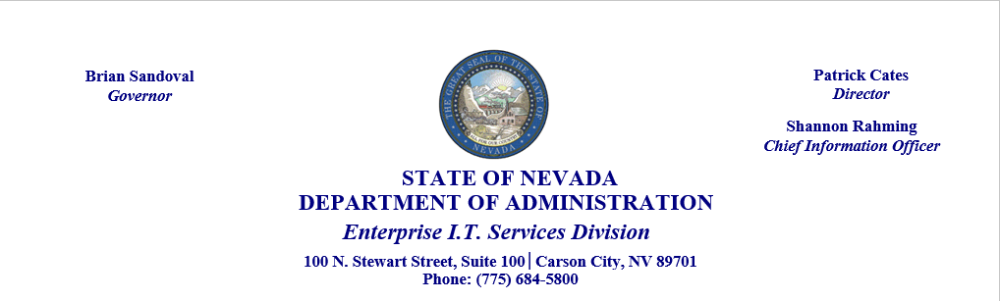 Brian Sandoval
Governor
Patrick Cates
Director
Shannon Rahming
Chief Information Officer
THE GREAT SEAL OF THE STATE OF
NEVADA
ALL FOR OUR COUNTRY
STATE OF NEVADA
DEPARTMENT OF ADMINISTRATION
Enterprise I.T. Services Division
100 N. Stewart Street, Suite 100│Carson City, NV 89701
Phone: (775) 684-5800